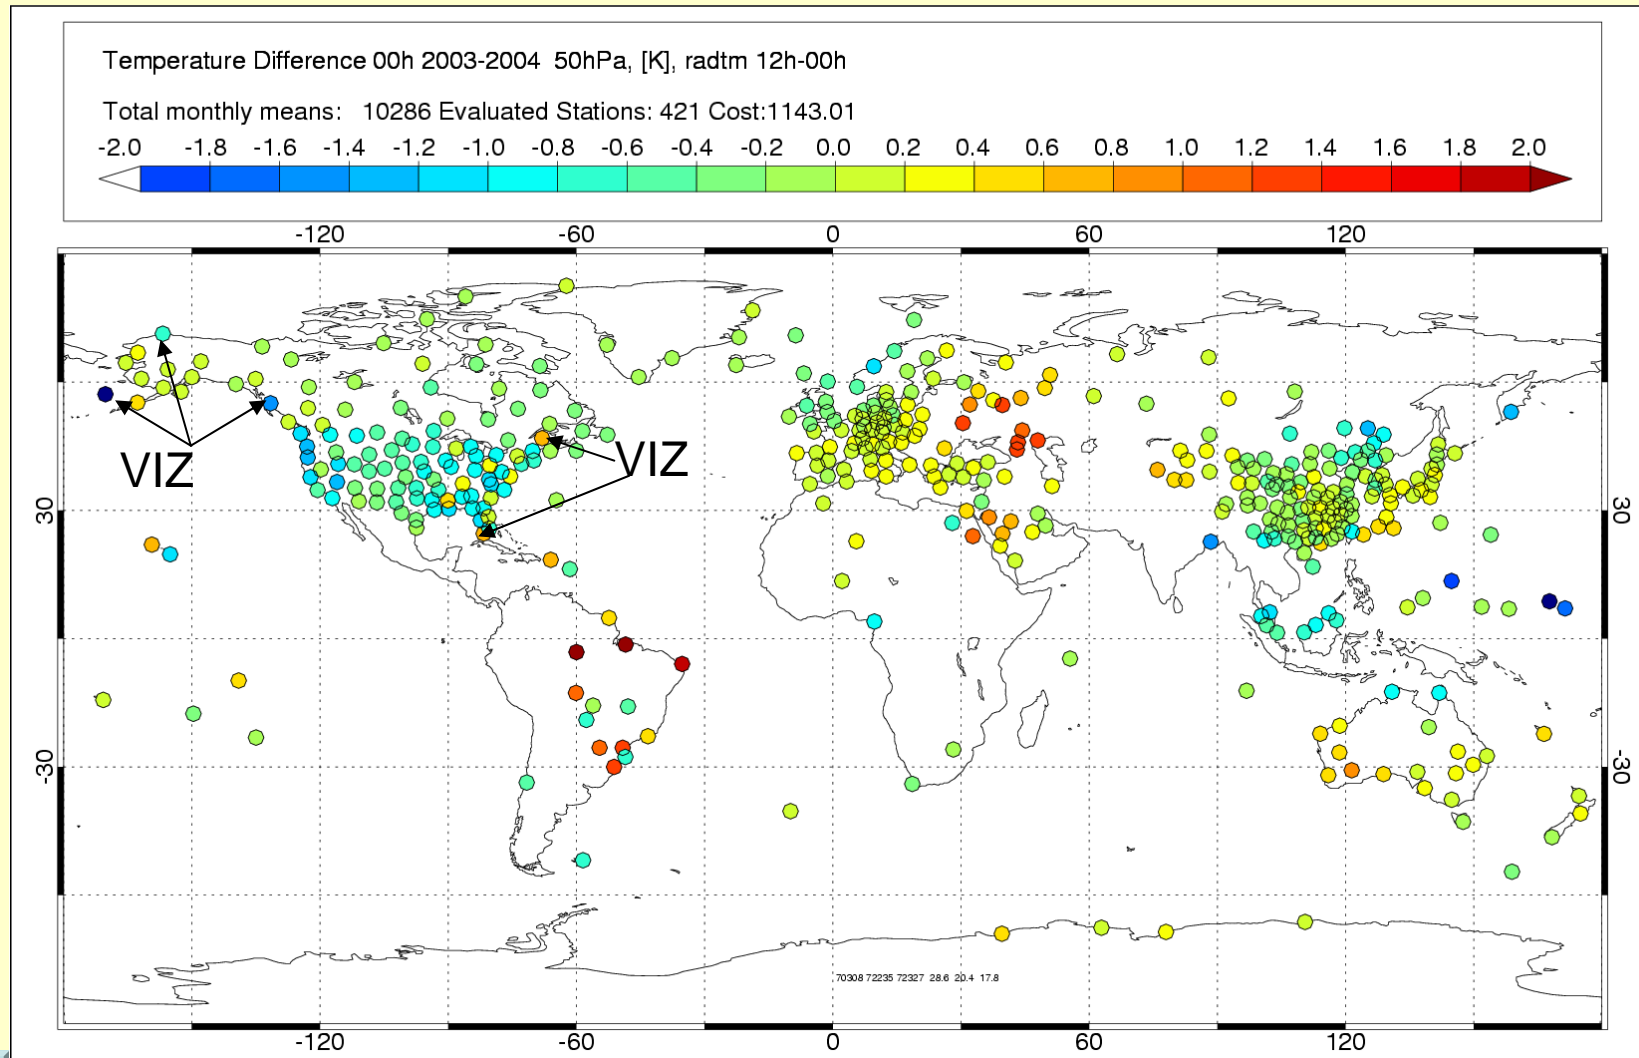 Temperature Difference 00h 2003-2004 50hPa, [K], radtm 12h-00h
Total monthly means: 10286 Evaluated Stations: 421 Cost:1143.01
-2.0 -1.8 -1.6 -1.4 -1.2 -1.0 -0.8 -0.6 -0.4 -0.2 0.0 0.2 0.4 0.6 0.8 1.0 1.2 1.4 1.6 1.8 2.0
-120 -60 0 60 120
VIZ VIZ
30 30
-30 -30
70308 72235 72327 28.6 20.4 17.8
-120 -60 0 60 120